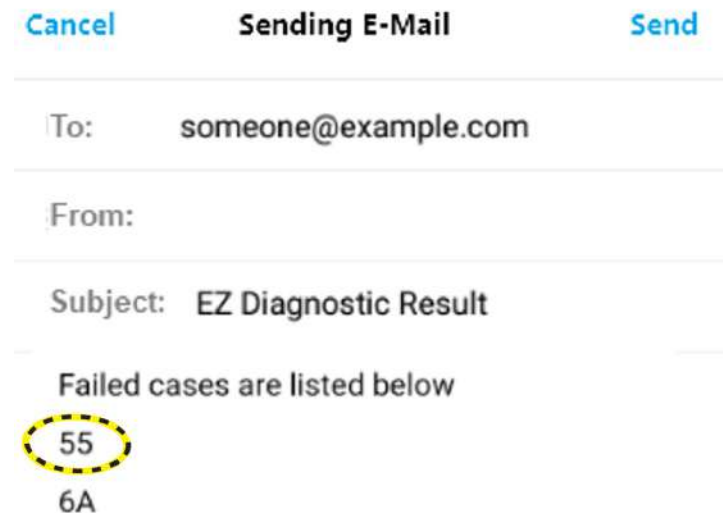 Cancel Sending E-Mail Send
To: someone@example.com
From:
Subject: EZ Diagnostic Result
Failed cases are listed below
55
6A